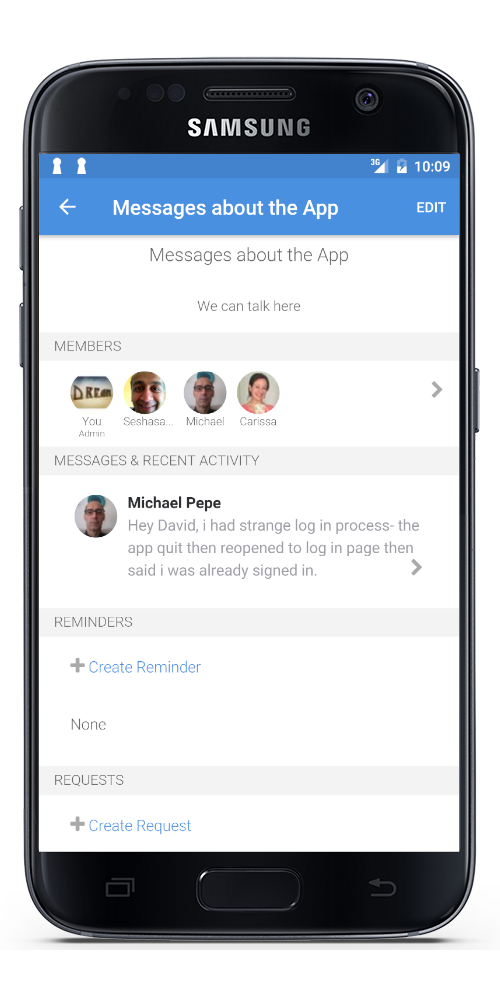 SAMSUNG
3G 10:09
Messages about the App EDIT
Messages about the App
We can talk here
MEMBERS
DREAM
You Seshasa... Michael Carissa
Admin
MESSAGES & RECENT ACTIVITY
Michael Pepe
Hey David, i had strange log in process- the
app quit then reopened to log in page then
said i was already signed in.
REMINDERS
Create Reminder
None
REQUESTS
Create Request